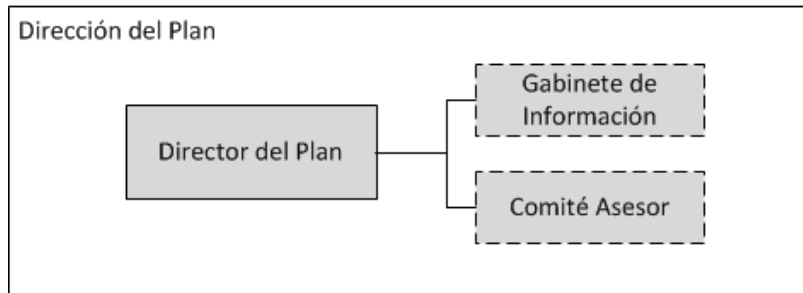 Dirección del Plan
Gabinete de
Información
Director del Plan
Comité Asesor